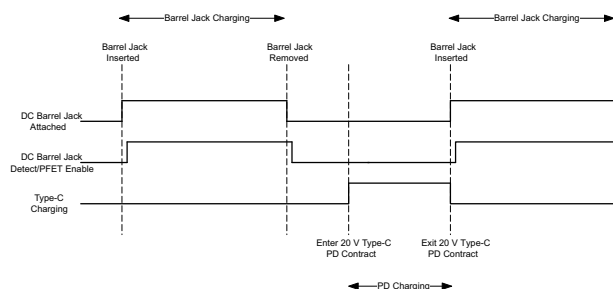 Barrel Jack Charging
Barrel Jack Charging
Barrel Jack
Inserted
Barrel Jack
Removed
Barrel Jack
Inserted
DC Barrel Jack
Attached
DC Barrel Jack
Detect/PFET Enable
Type-C
Charging
Enter 20 V Type-C
PD Contract
Exit 20 V Type-C
PD Contract
PD Charging